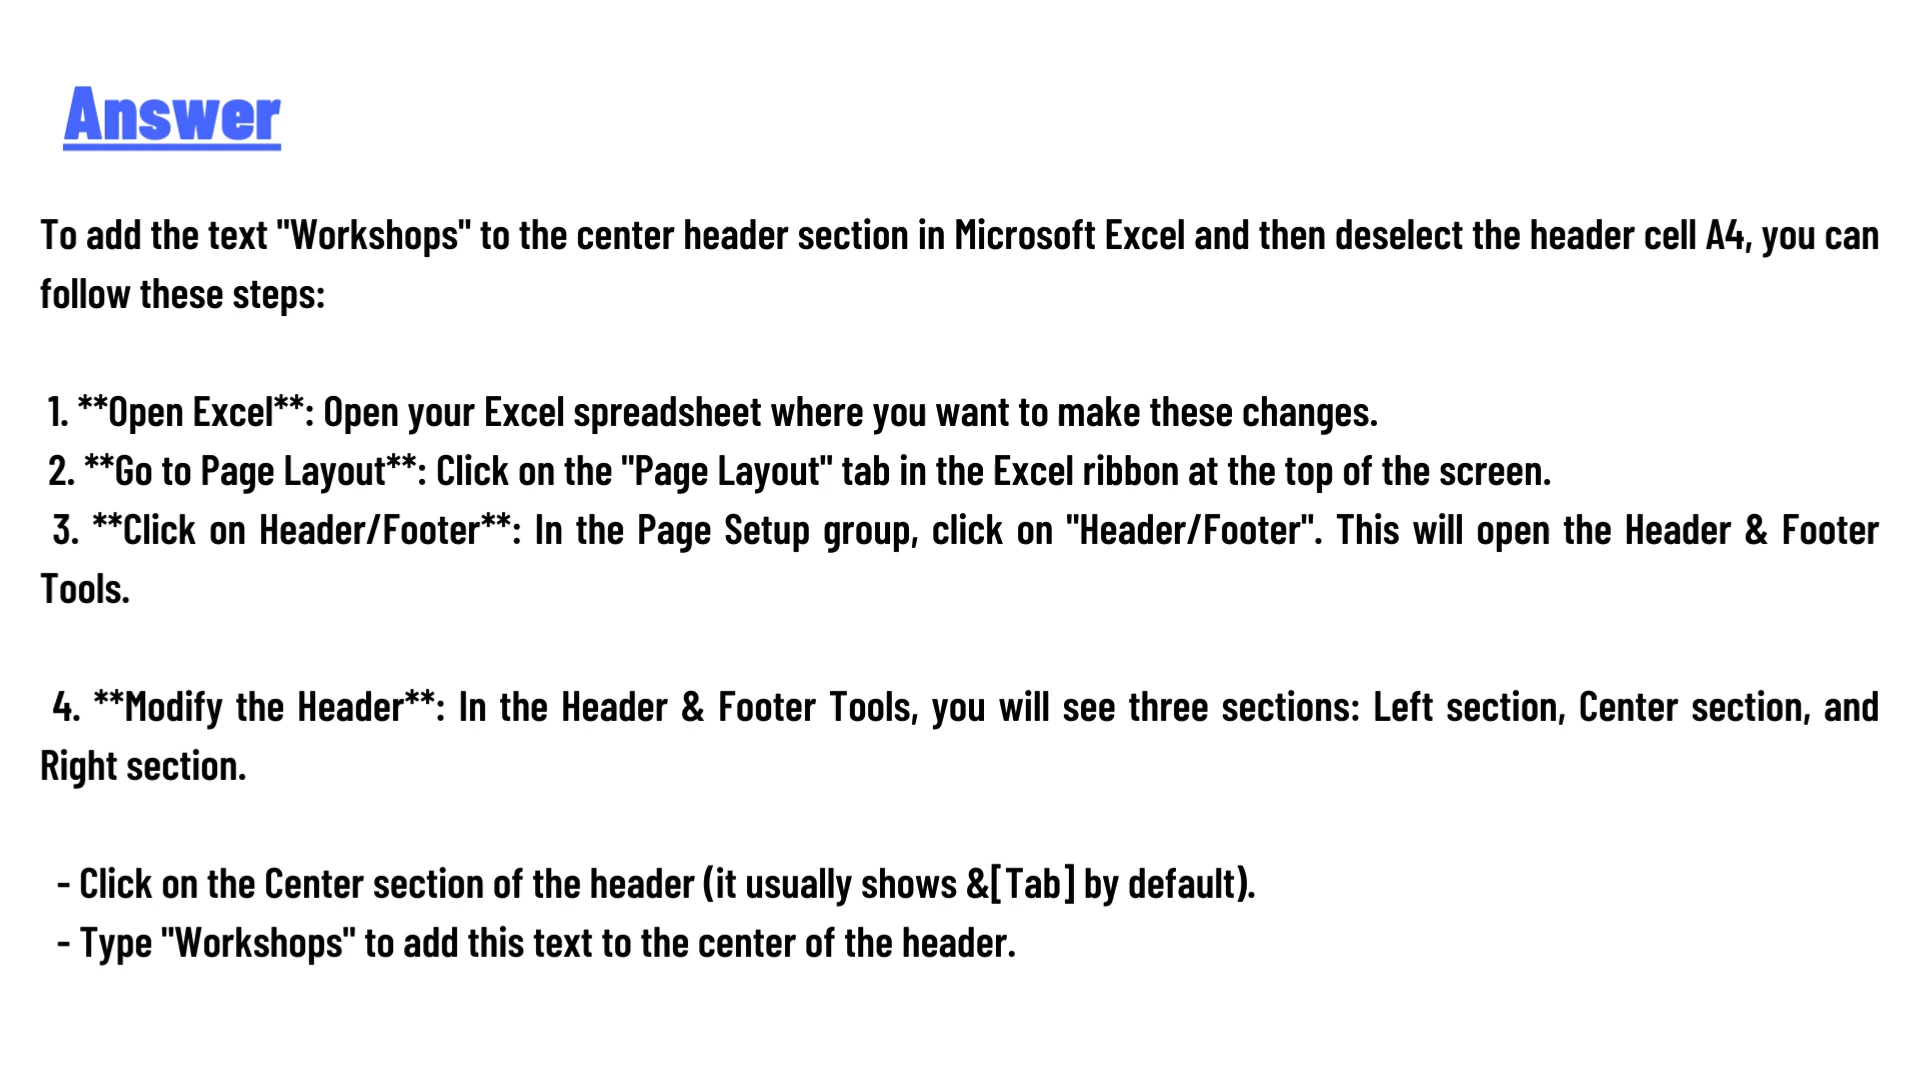 Answer
To add the text "Workshops" to the center header section in Microsoft Excel and then deselect the header cell A4, you can
follow these steps:
1. **Open Excel**: Open your Excel spreadsheet where you want to make these changes.
2. **Go to Page Layout**: Click on the "Page Layout" tab in the Excel ribbon at the top of the screen.
3. **Click on Header/Footer**: In the Page Setup group, click on "Header/Footer". This will open the Header & Footer
Tools.
4. **Modify the Header**: In the Header & Footer Tools, you will see three sections: Left section, Center section, and
Right section.
- Click on the Center section of the header (it usually shows &[Tab] by default).
- Type "Workshops" to add this text to the center of the header.